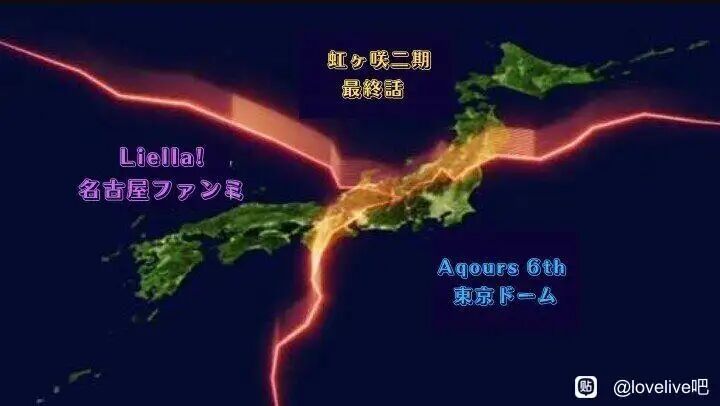 虹ヶ咲二期
最終話
Liella!
名古屋ファンミ
Aqours 6th
東京ドーム
贴 @lovelive吧